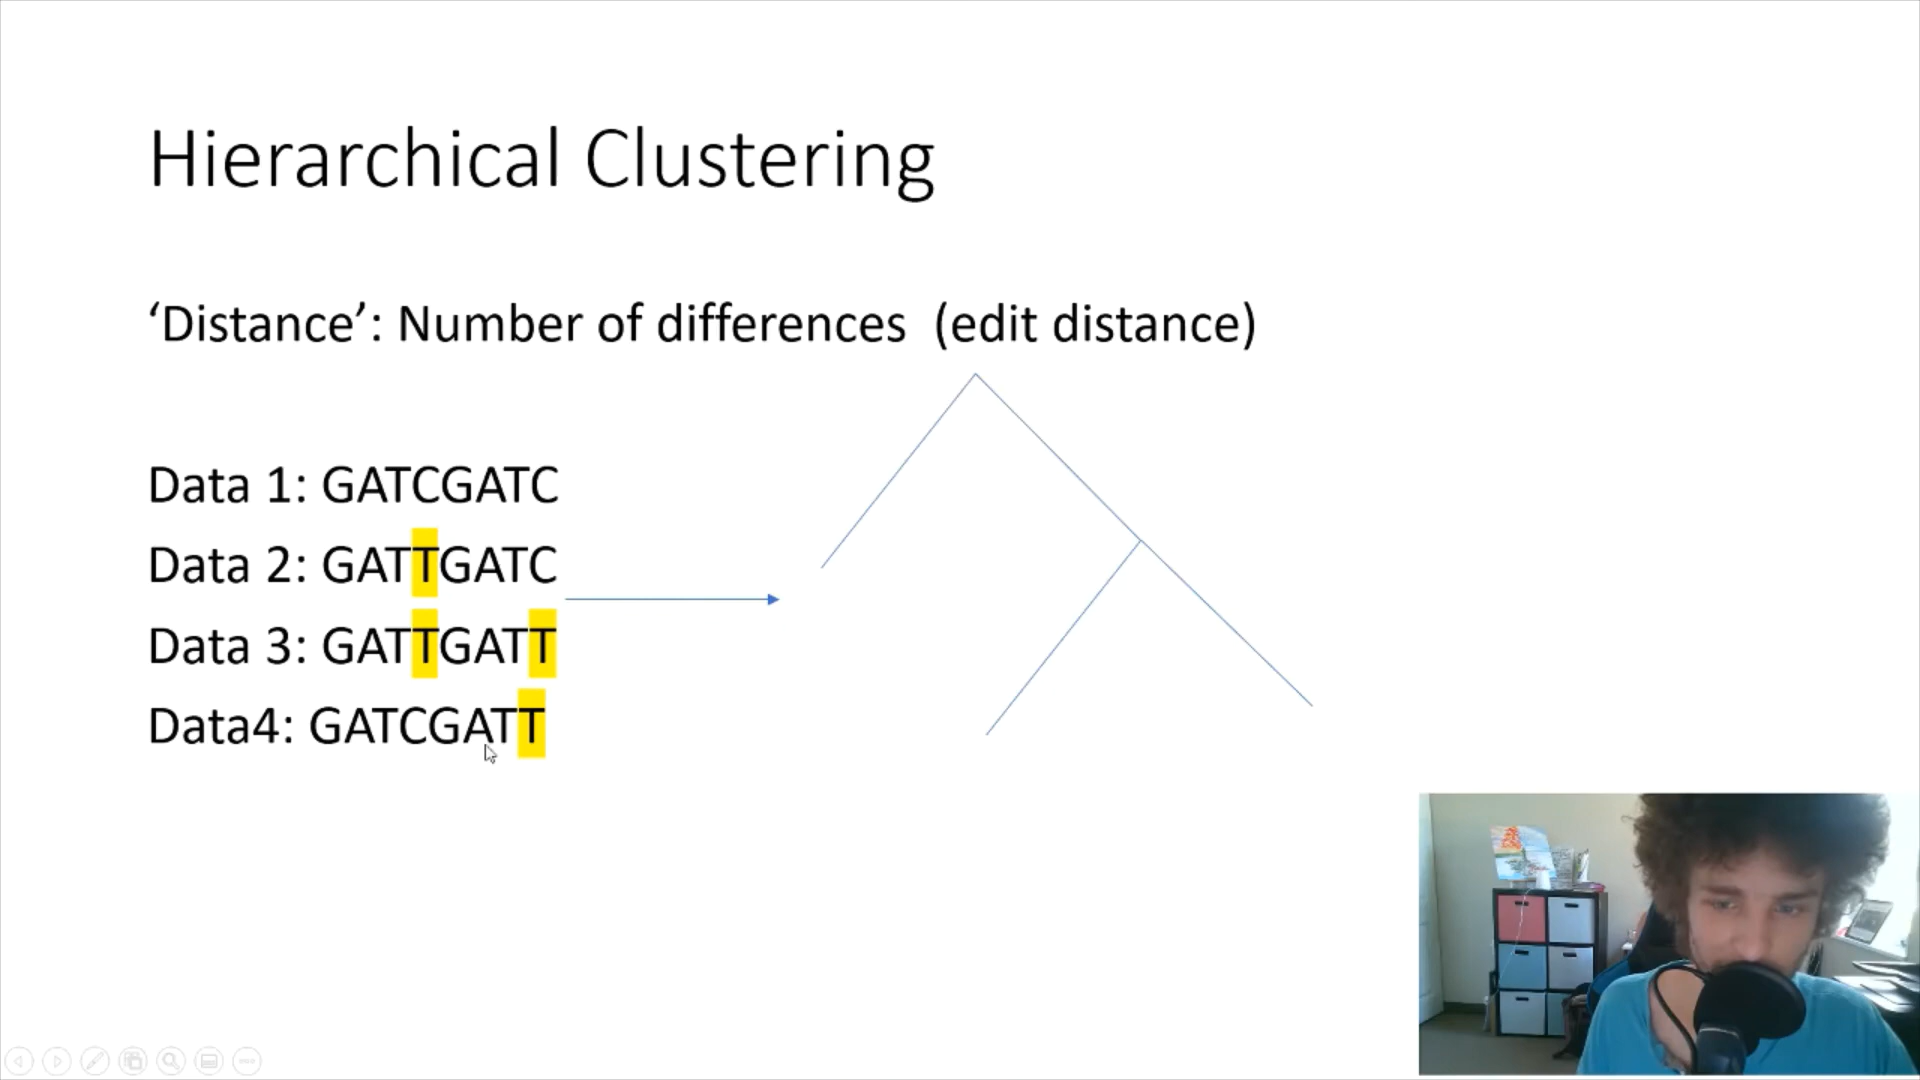 Hierarchical Clustering
‘Distance’: Number of differences  (edit distance)
Data 1: GATCGATC
Data 2: GATTGATC
Data 3: GATTGATT
Data4: GATCGATT